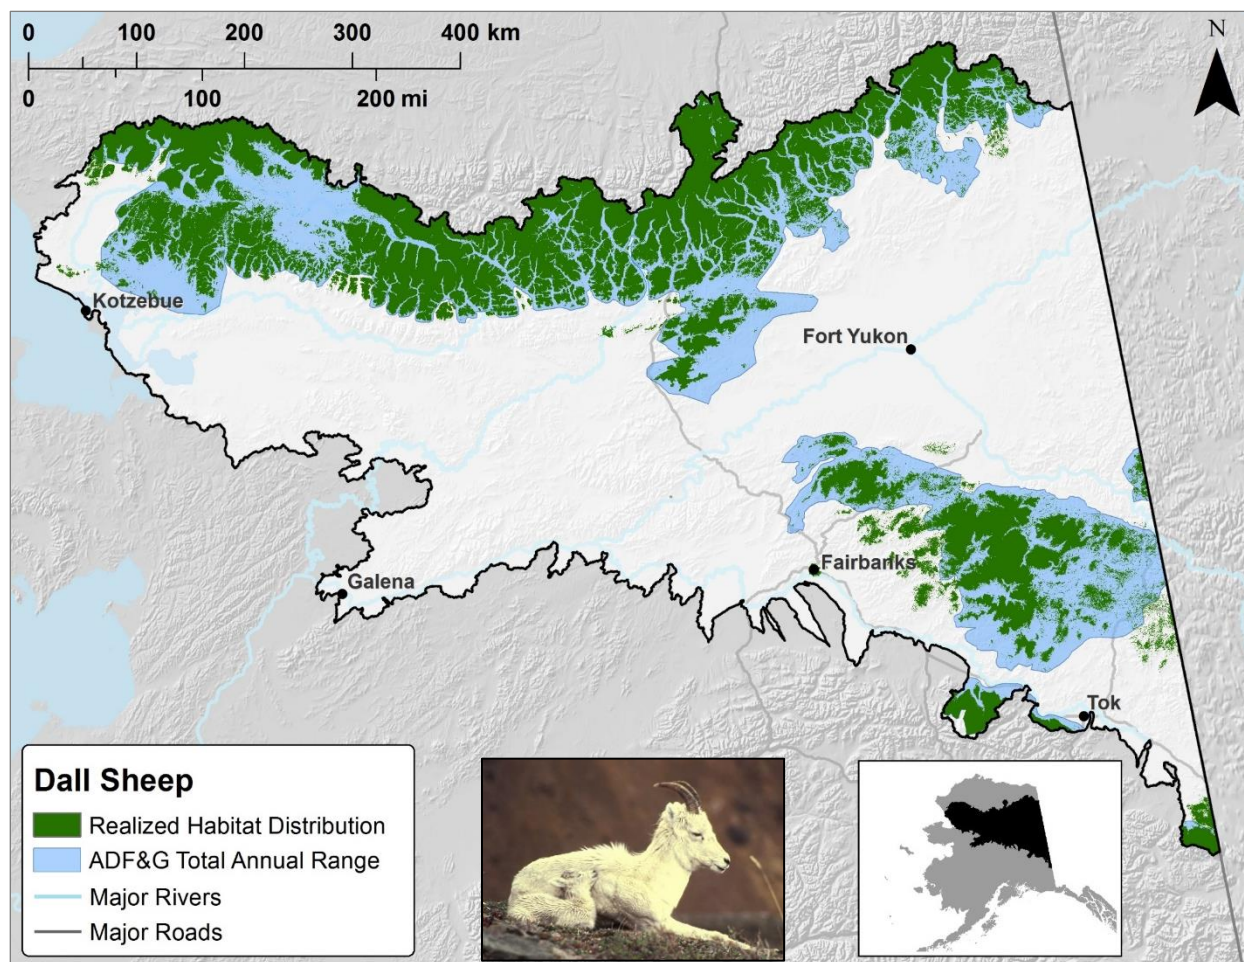 0 100 200 300 400 km
0 100 200 mi
N
Kotzebue
Fort Yukon
Fairbanks
Galena
Tok
Dall Sheep
Realized Habitat Distribution
ADF&G Total Annual Range
Major Rivers
Major Roads